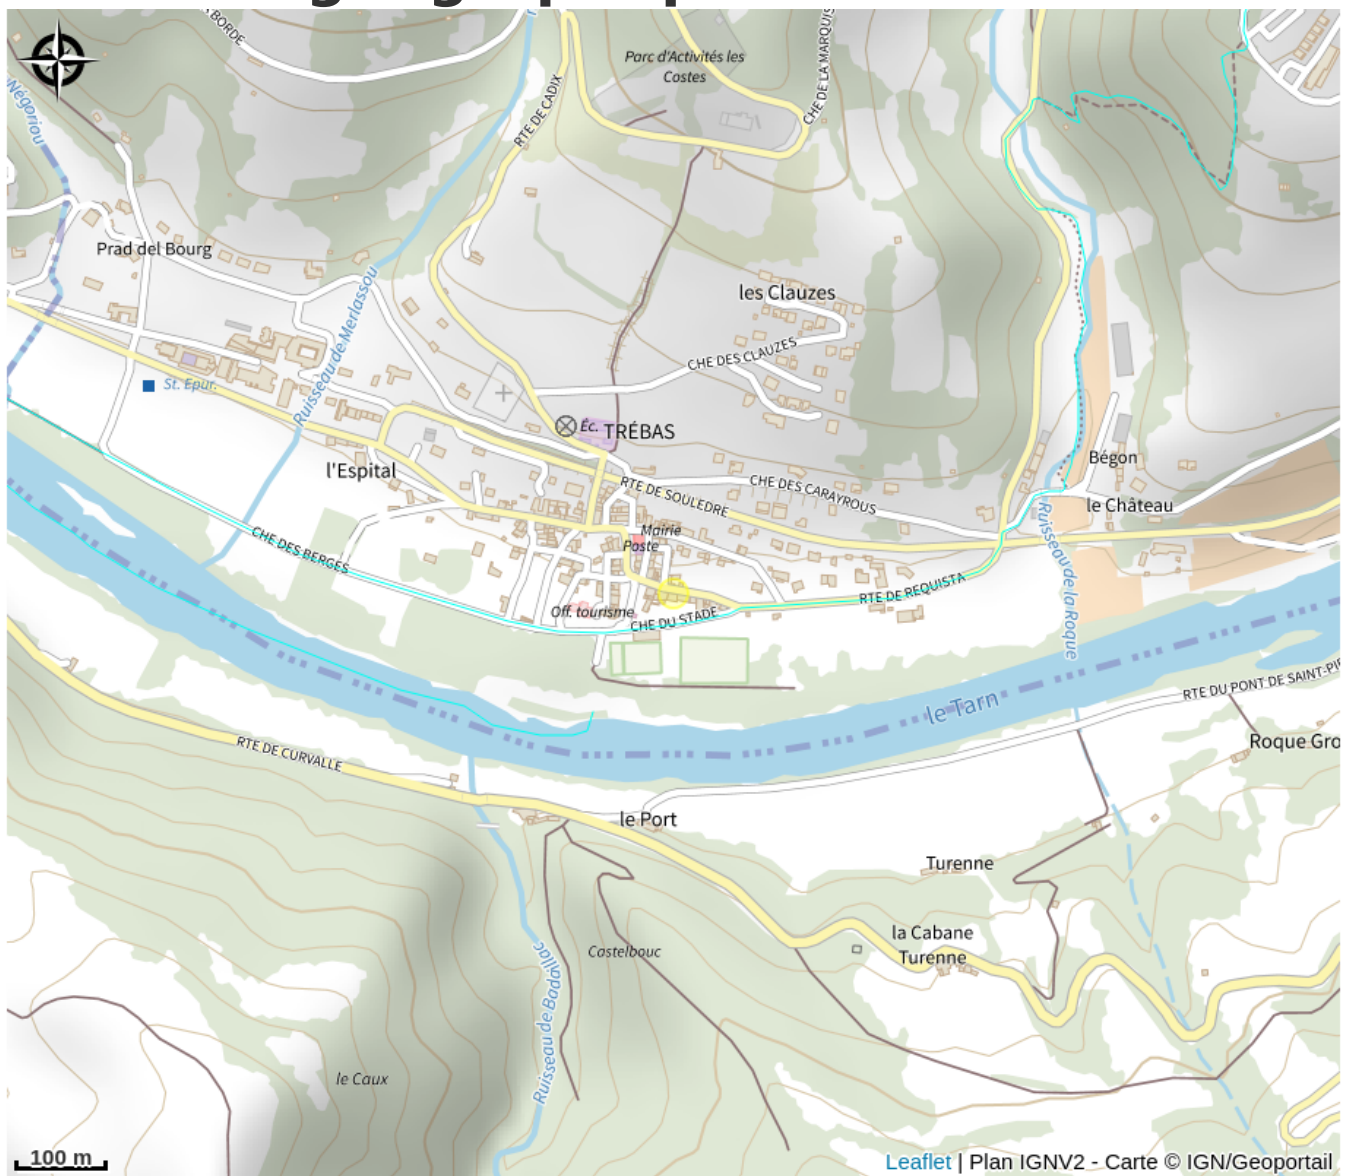 BORDE
Parc d'Activités les
Costes
CHE DE LA MARQUIS
RTE DE CADIX
Négoriou
Prad del Bourg
Ruisseau de Merlassou
les Clauzes
CHE DES CLAUZES
St. Epur.
Éc. TRÉBAS
l'Espital
Bégon
RTE DE SOULEDRE
CHE DES CARAYROUS
le Château
Mairie
Poste
CHE DES BERGES
Ruisseau de la Roque
RTE DE REQUISTA
Off. tourisme
CHE DU STADE
le Tarn
RTE DU PONT DE SAINT-PIE
RTE DE CURVALLE
Roque Gro
le Port
Turenne
la Cabane
Turenne
Castelbouc
Ruisseau de Badaillac
le Caux
100 m
Leaflet | Plan IGNV2 - Carte © IGN/Geoportail